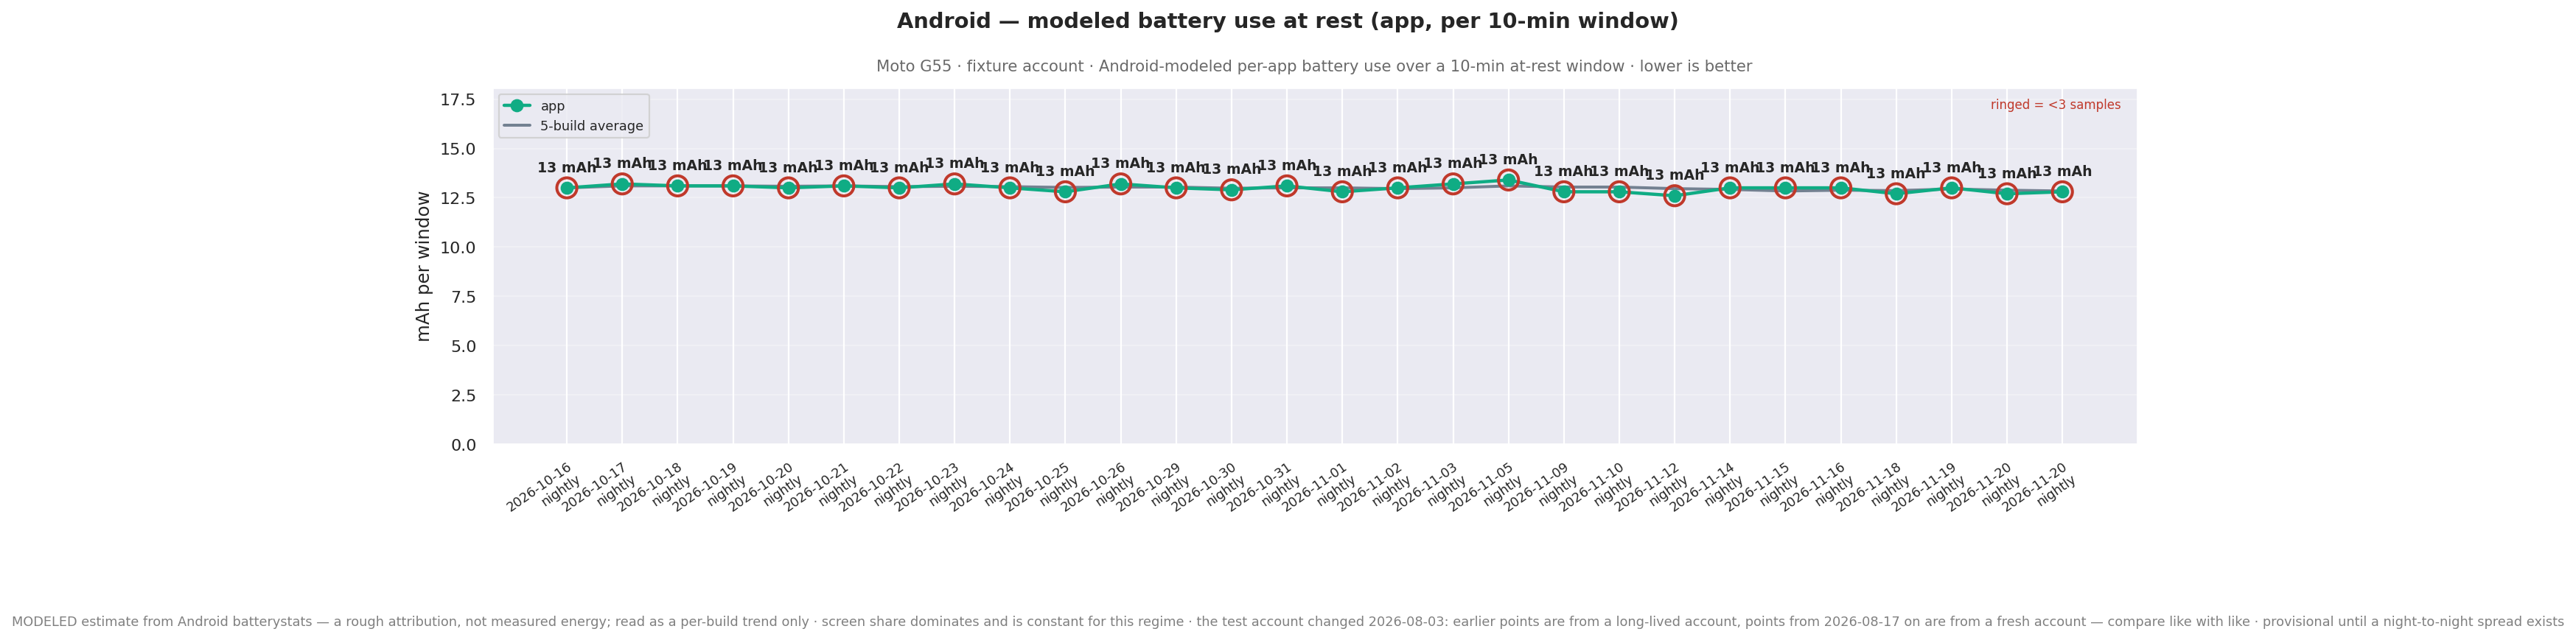 Android — modeled battery use at rest (app, per 10-min window)
Moto G55 · fixture account · Android-modeled per-app battery use over a 10-min at-rest window · lower is better
app
5-build average
ringed = <3 samples
17.5
15.0
12.5
10.0
7.5
5.0
2.5
0.0
mAh per window
13 mAh 13 mAh 13 mAh 13 mAh 13 mAh 13 mAh 13 mAh 13 mAh 13 mAh 13 mAh 13 mAh 13 mAh 13 mAh 13 mAh 13 mAh 13 mAh 13 mAh 13 mAh 13 mAh 13 mAh 13 mAh 13 mAh 13 mAh 13 mAh 13 mAh 13 mAh 13 mAh 13 mAh
2026-10-16 nightly
2026-10-17 nightly
2026-10-18 nightly
2026-10-19 nightly
2026-10-20 nightly
2026-10-21 nightly
2026-10-22 nightly
2026-10-23 nightly
2026-10-24 nightly
2026-10-25 nightly
2026-10-26 nightly
2026-10-29 nightly
2026-10-30 nightly
2026-10-31 nightly
2026-11-01 nightly
2026-11-02 nightly
2026-11-03 nightly
2026-11-05 nightly
2026-11-09 nightly
2026-11-10 nightly
2026-11-12 nightly
2026-11-14 nightly
2026-11-15 nightly
2026-11-16 nightly
2026-11-18 nightly
2026-11-19 nightly
2026-11-20 nightly
2026-11-20 nightly
MODELED estimate from Android batterystats — a rough attribution, not measured energy; read as a per-build trend only · screen share dominates and is constant for this regime · the test account changed 2026-08-03: earlier points are from a long-lived account, points from 2026-08-17 on are from a fresh account — compare like with like · provisional until a night-to-night spread exists